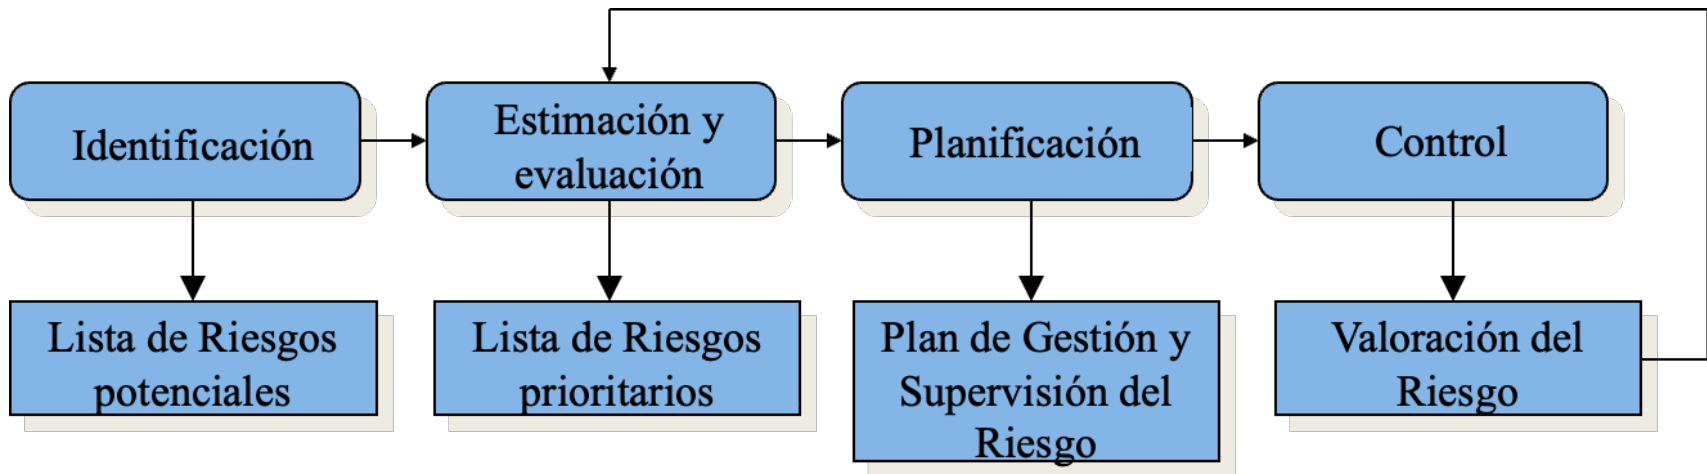 Identificación
Estimación y
evaluación
Planificación
Control
Lista de Riesgos
potenciales
Lista de Riesgos
prioritarios
Plan de Gestión y
Supervisión del
Riesgo
Valoración del
Riesgo